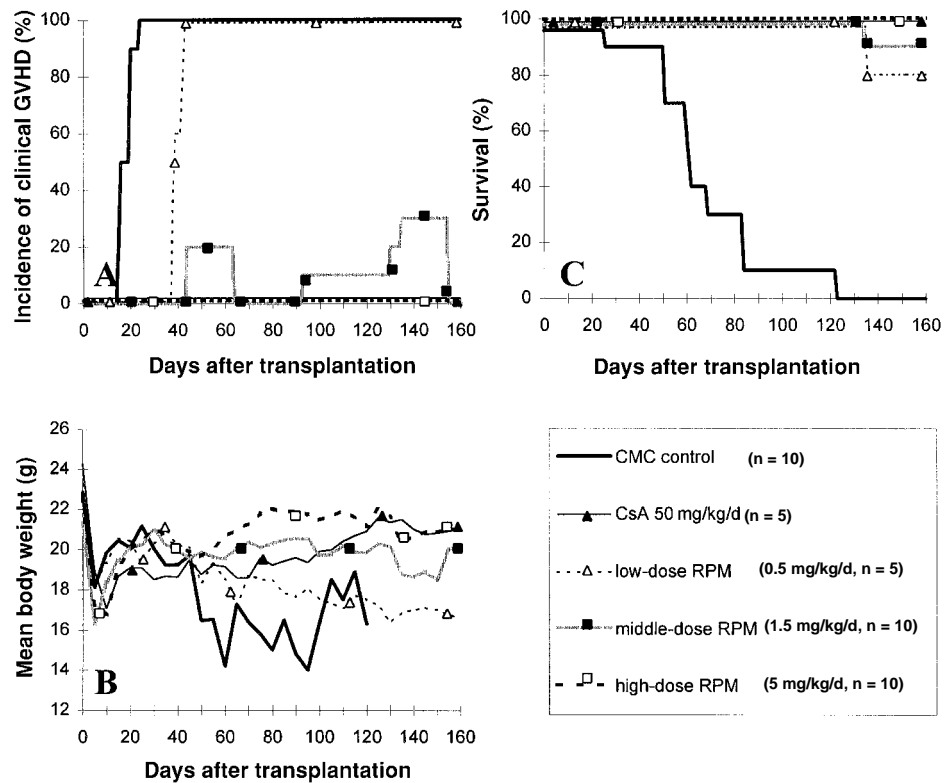 Incidence of clinical GVHD (%)
100
80
60
40
20
0
A
0 20 40 60 80 100 120 140 160
Days after transplantation
Survival (%)
100
80
60
40
20
0
C
0 20 40 60 80 100 120 140 160
Days after transplantation
Mean body weight (g)
26
24
22
20
18
16
14
12
B
0 20 40 60 80 100 120 140 160
Days after transplantation
CMC control (n = 10)
CsA 50 mg/kg/d (n = 5)
low-dose RPM (0.5 mg/kg/d, n = 5)
middle-dose RPM (1.5 mg/kg/d, n = 10)
high-dose RPM (5 mg/kg/d, n = 10)